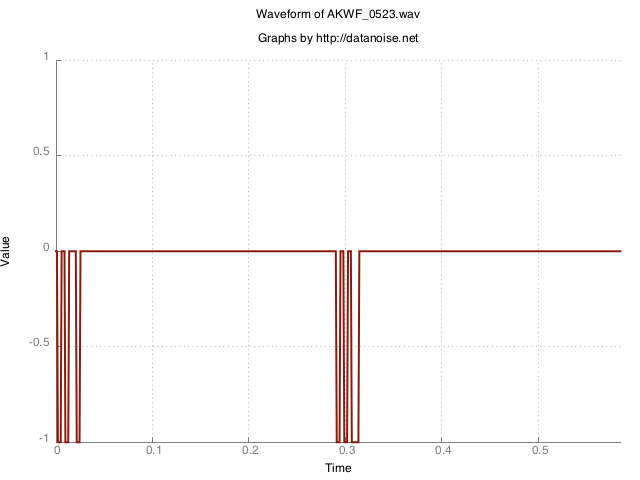 Waveform of AKWF_0523.wav
Graphs by http://datanoise.net
1
0.5
0
-0.5
-1
Value
0 0.1 0.2 0.3 0.4 0.5
Time